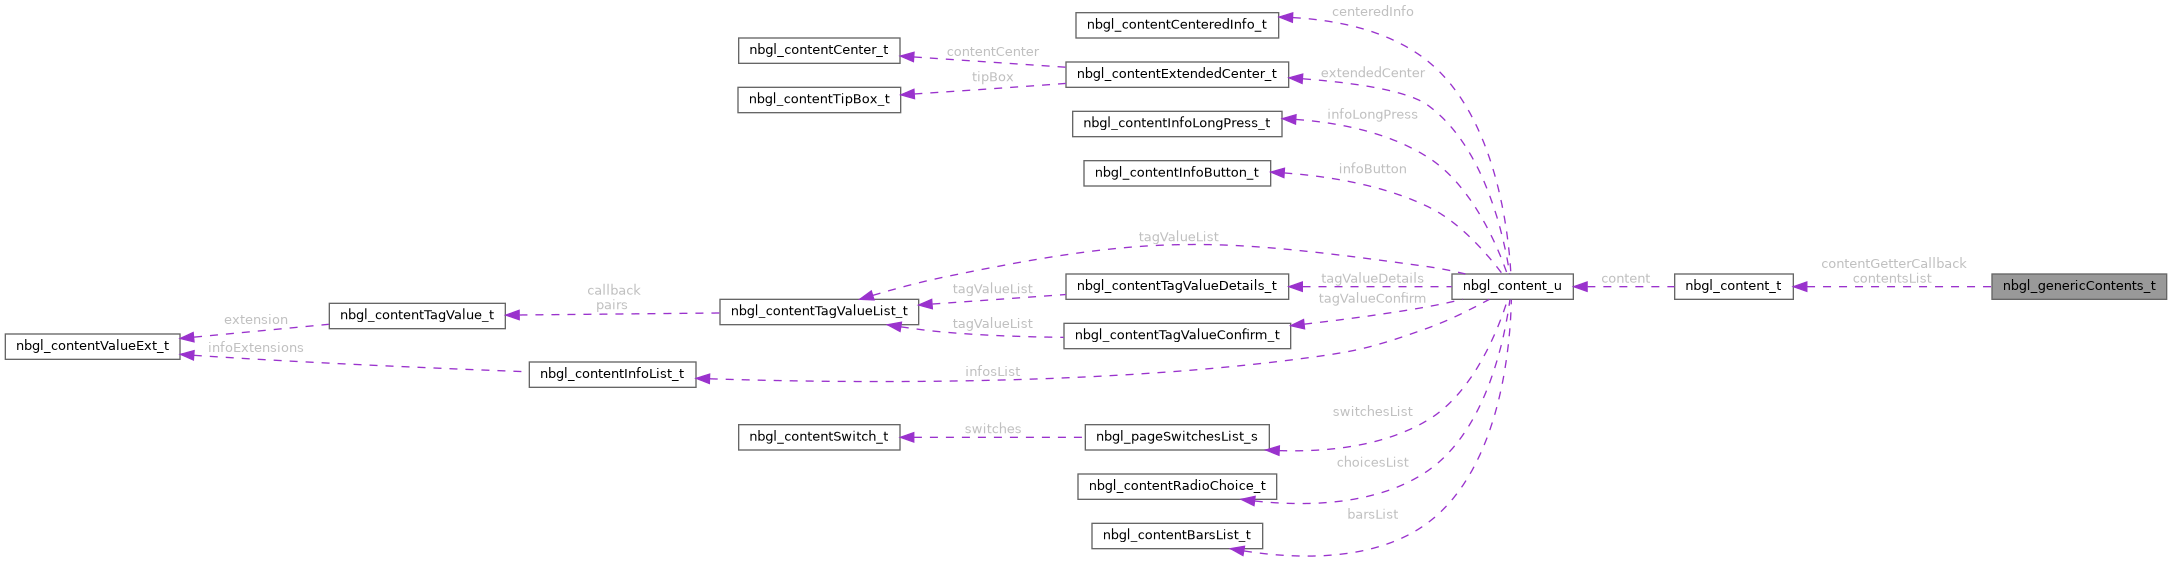 centeredInfo
nbgl_contentCenteredInfo_t
nbgl_contentCenter_t
contentCenter
nbgl_contentExtendedCenter_t
extendedCenter
tipBox
nbgl_contentTipBox_t
infoLongPress
nbgl_contentInfoLongPress_t
nbgl_contentInfoButton_t
infoButton
tagValueList
contentGetterCallback
contentsList
nbgl_contentTagValueDetails_t
tagValueDetails
nbgl_content_u
content
nbgl_content_t
nbgl_genericContents_t
callback
pairs
tagValueList
tagValueConfirm
nbgl_contentTagValueList_t
extension
nbgl_contentTagValue_t
tagValueList
nbgl_contentTagValueConfirm_t
nbgl_contentValueExt_t
infoExtensions
nbgl_contentInfoList_t
infosList
switchesList
nbgl_contentSwitch_t
switches
nbgl_pageSwitchesList_s
choicesList
nbgl_contentRadioChoice_t
barsList
nbgl_contentBarsList_t